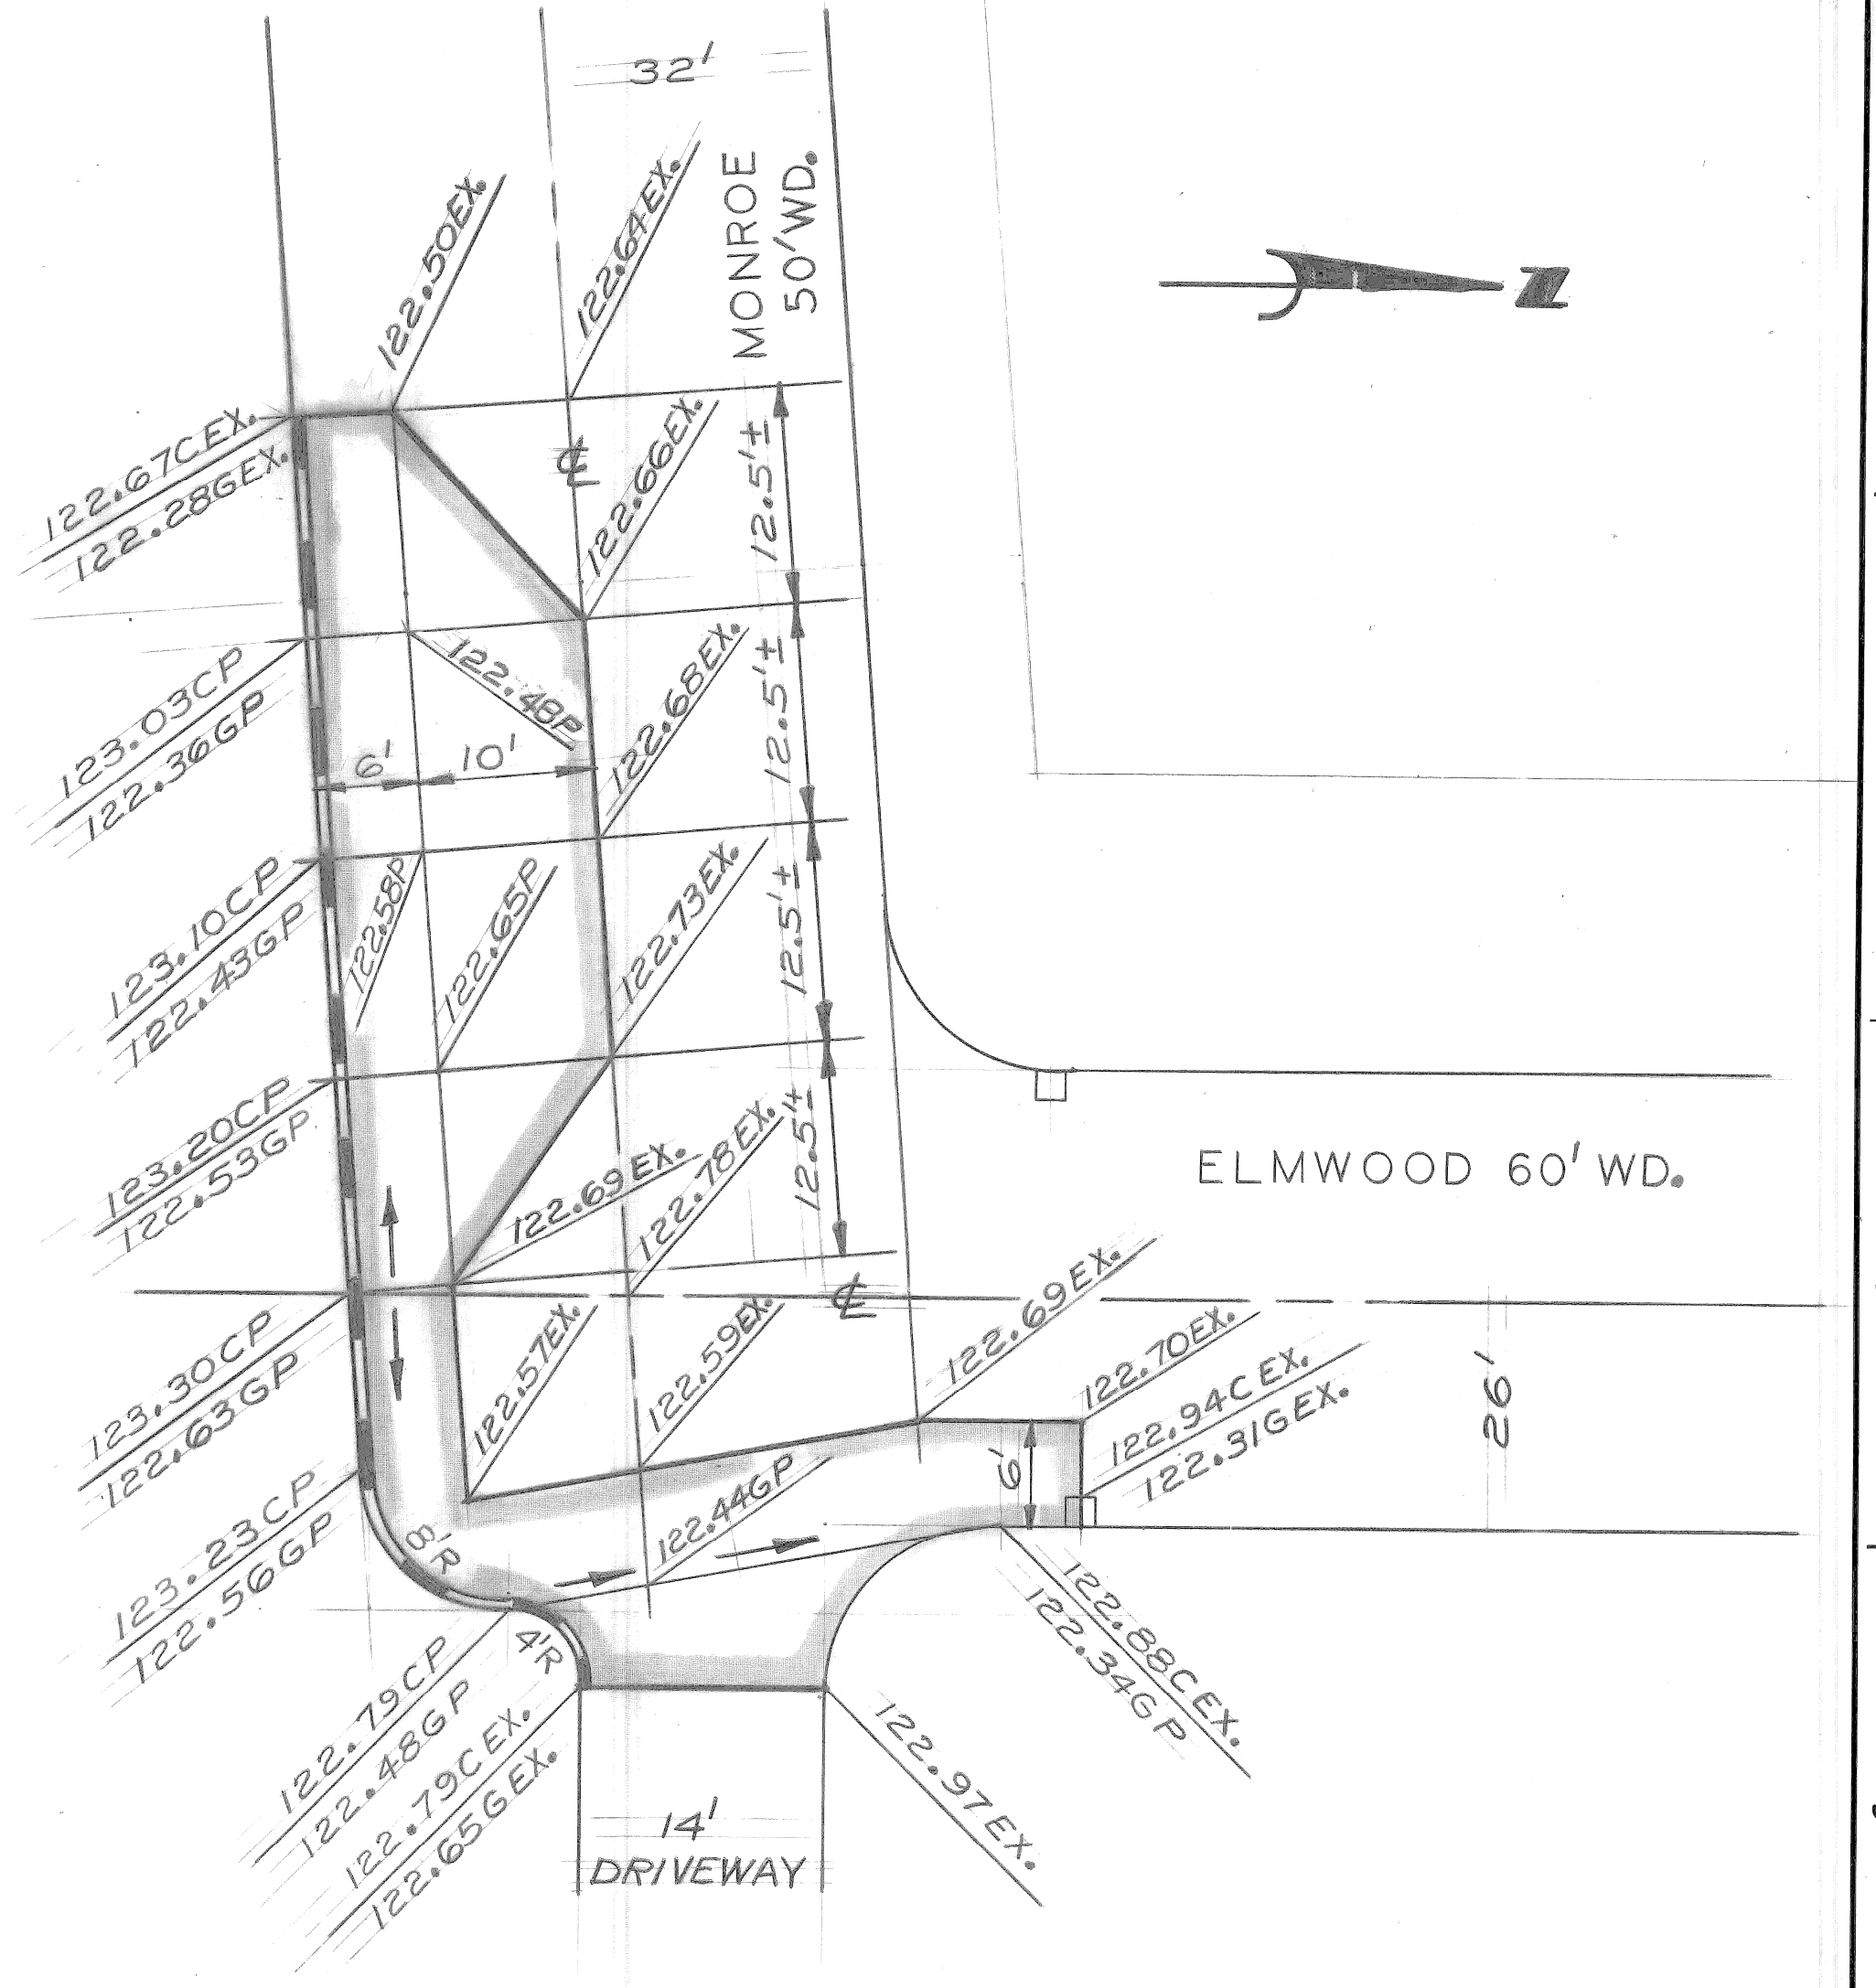 32'
MONROE
50' WD.
122.50EX.
122.64EX.
N
122.67CEX.
122.28GEX.
℄
122.66EX.
12.5'±
123.03CP
122.36GP
122.48P
122.68EX.
12.5'±
6'
10'
123.10CP
122.43GP
122.58P
122.65P
122.73EX.
12.5'±
123.20CP
122.53GP
122.69EX.
122.78EX.
12.5'±
ELMWOOD 60' WD.
℄
123.30CP
122.63GP
122.57EX.
122.59EX.
122.69EX.
122.70EX.
122.94CEX.
122.31GEX.
26'
6'
123.23CP
122.56GP
8'R
122.44GP
4'R
122.79CP
122.48GP
122.79CEX.
122.65GEX.
122.88CEX.
122.34GP
122.97EX.
14'
DRIVEWAY